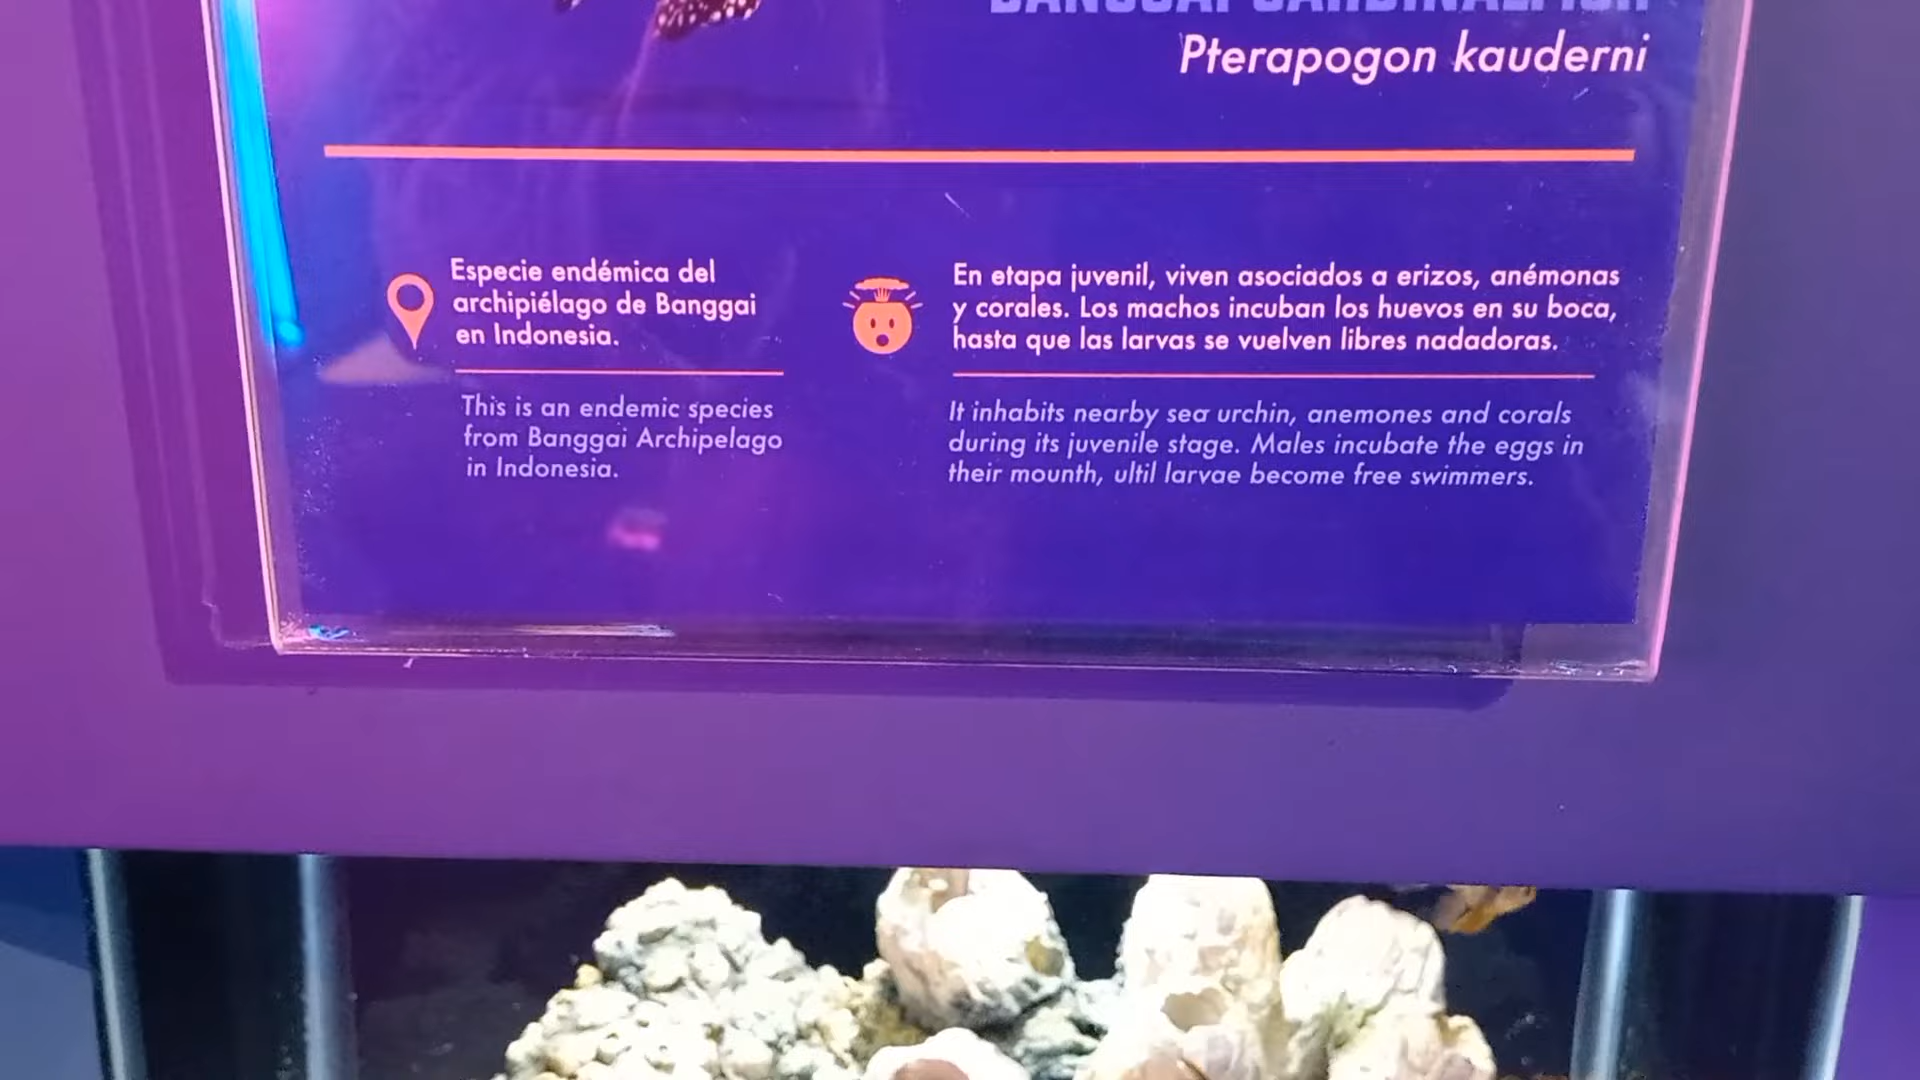 BANGGAI CARDINALFISH
Pterapogon kauderni
Especie endémica del
archipiélago de Banggai
en Indonesia.
This is an endemic species
from Banggai Archipelago
in Indonesia.
En etapa juvenil, viven asociados a erizos, anémonas
y corales. Los machos incuban los huevos en su boca,
hasta que las larvas se vuelven libres nadadoras.
It inhabits nearby sea urchin, anemones and corals
during its juvenile stage. Males incubate the eggs in
their mounth, ultil larvae become free swimmers.